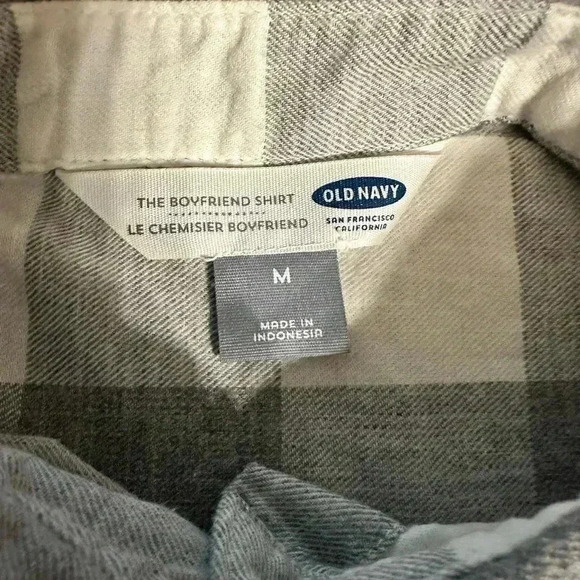 THE BOYFRIEND SHIRT
LE CHEMISIER BOYFRIEND
OLD NAVY
SAN FRANCISCO
CALIFORNIA
M
MADE IN
INDONESIA